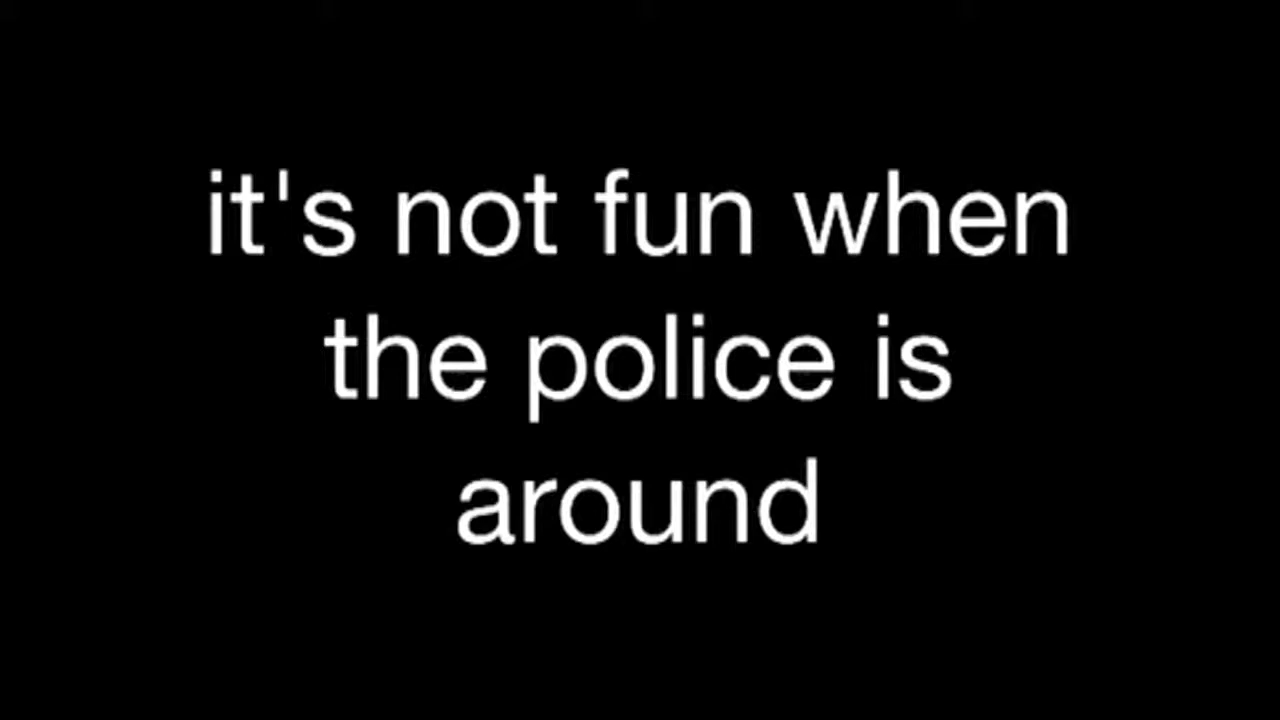 it's not fun when
the police is
around